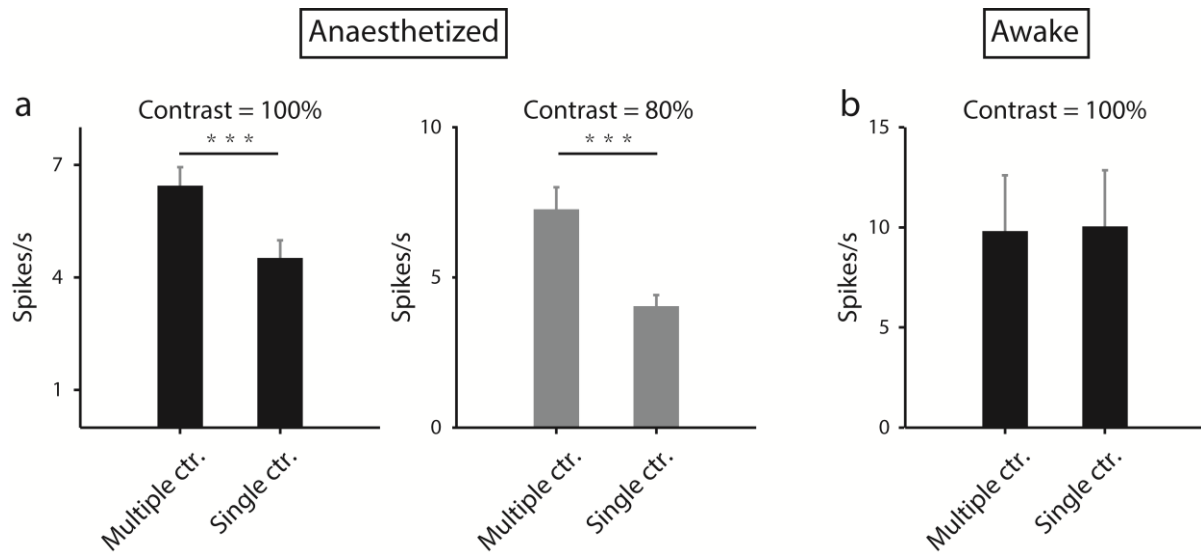 Anaesthetized
Awake
a
Contrast = 100%
* * *
7
4
1
Spikes/s
Multiple ctr.
Single ctr.
Contrast = 80%
* * *
10
5
0
Spikes/s
Multiple ctr.
Single ctr.
b
Contrast = 100%
15
10
5
0
Spikes/s
Multiple ctr.
Single ctr.